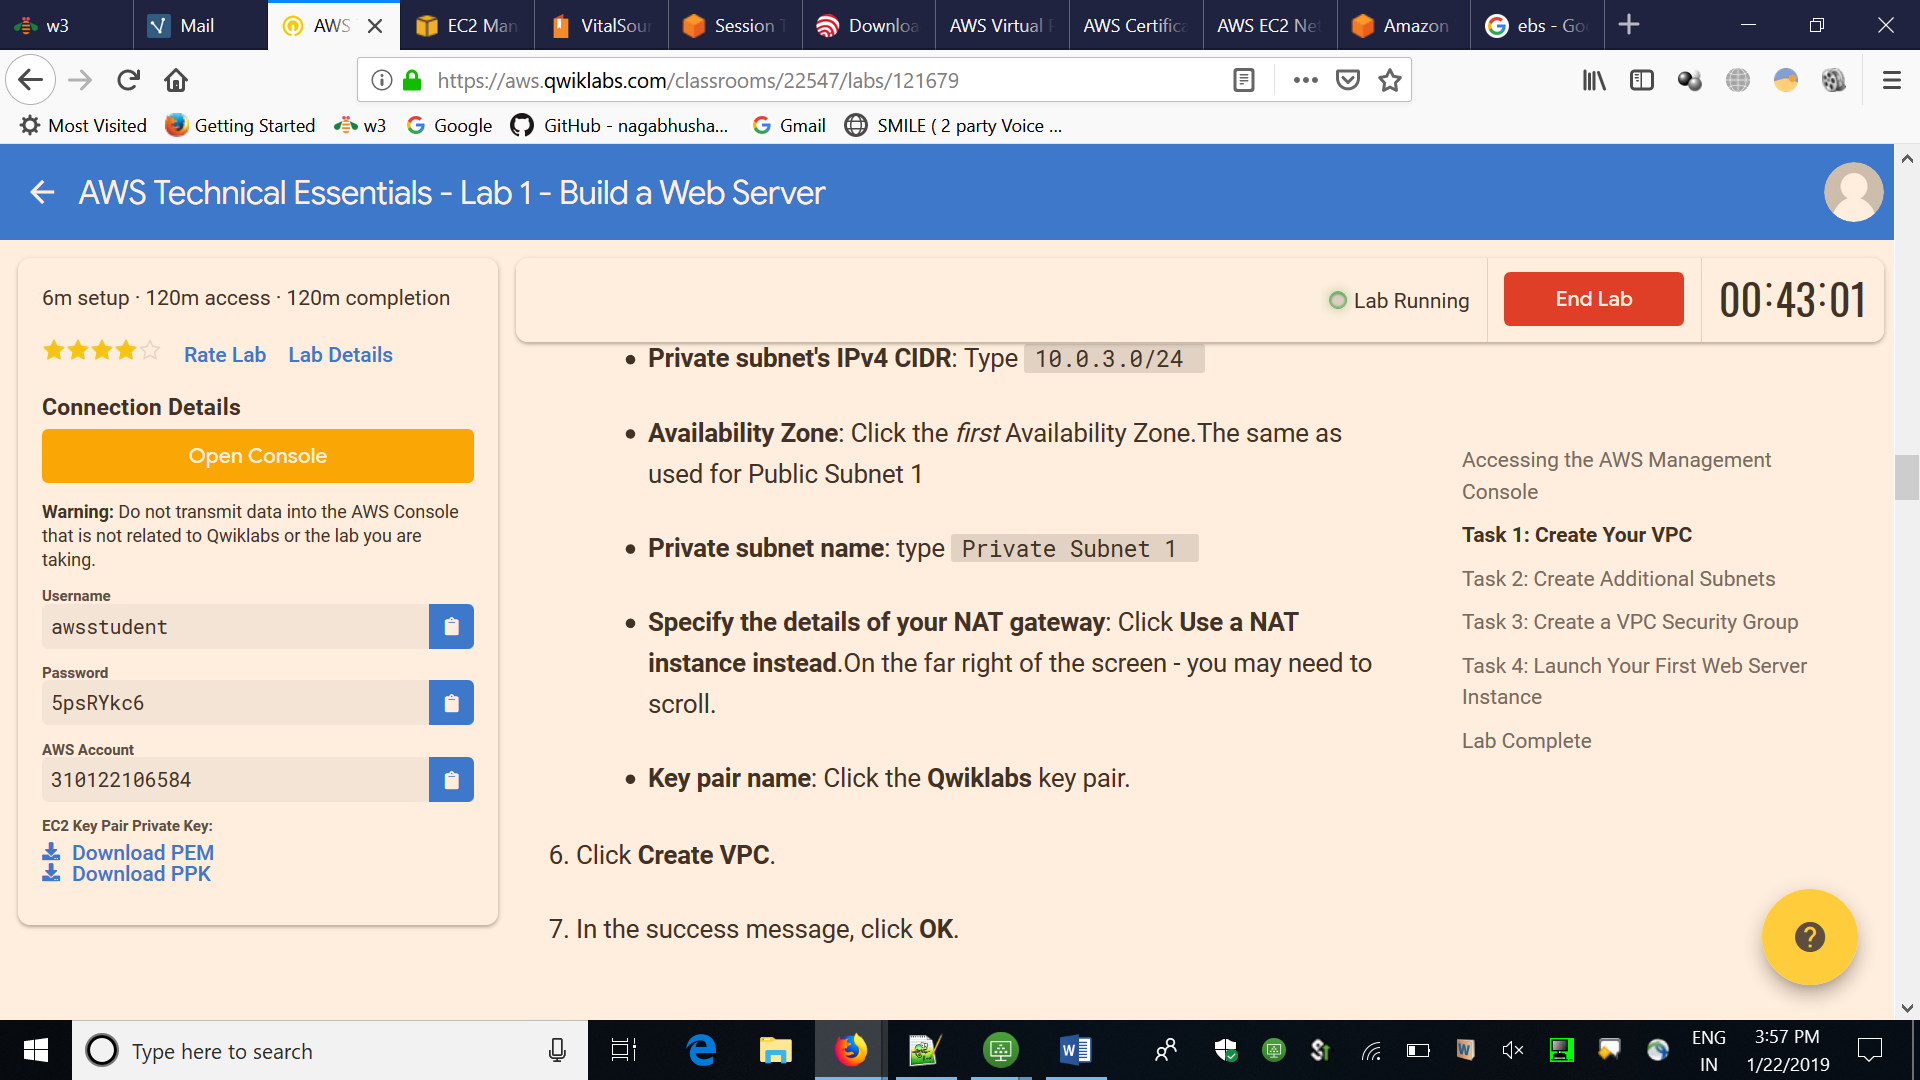 w3
Mail
AWS
EC2 Man
VitalSour
Session T
Downloa
AWS Virtual P
AWS Certifica
AWS EC2 Net
Amazon
ebs - Goo
https://aws.qwiklabs.com/classrooms/22547/labs/121679
Most Visited
Getting Started
w3
Google
GitHub - nagabhusha...
Gmail
SMILE ( 2 party Voice ...
AWS Technical Essentials - Lab 1 - Build a Web Server
6m setup · 120m access · 120m completion
Rate Lab
Lab Details
Connection Details
Open Console
Warning: Do not transmit data into the AWS Console
that is not related to Qwiklabs or the lab you are
taking.
Username
awsstudent
Password
5psRYkc6
AWS Account
310122106584
EC2 Key Pair Private Key:
Download PEM
Download PPK
Lab Running
End Lab
00:43:01
• Private subnet's IPv4 CIDR: Type 10.0.3.0/24
• Availability Zone: Click the first Availability Zone.The same as
used for Public Subnet 1
• Private subnet name: type Private Subnet 1
• Specify the details of your NAT gateway: Click Use a NAT
instance instead.On the far right of the screen - you may need to
scroll.
• Key pair name: Click the Qwiklabs key pair.
6. Click Create VPC.
7. In the success message, click OK.
Accessing the AWS Management
Console
Task 1: Create Your VPC
Task 2: Create Additional Subnets
Task 3: Create a VPC Security Group
Task 4: Launch Your First Web Server
Instance
Lab Complete
Type here to search
ENG
IN
3:57 PM
1/22/2019